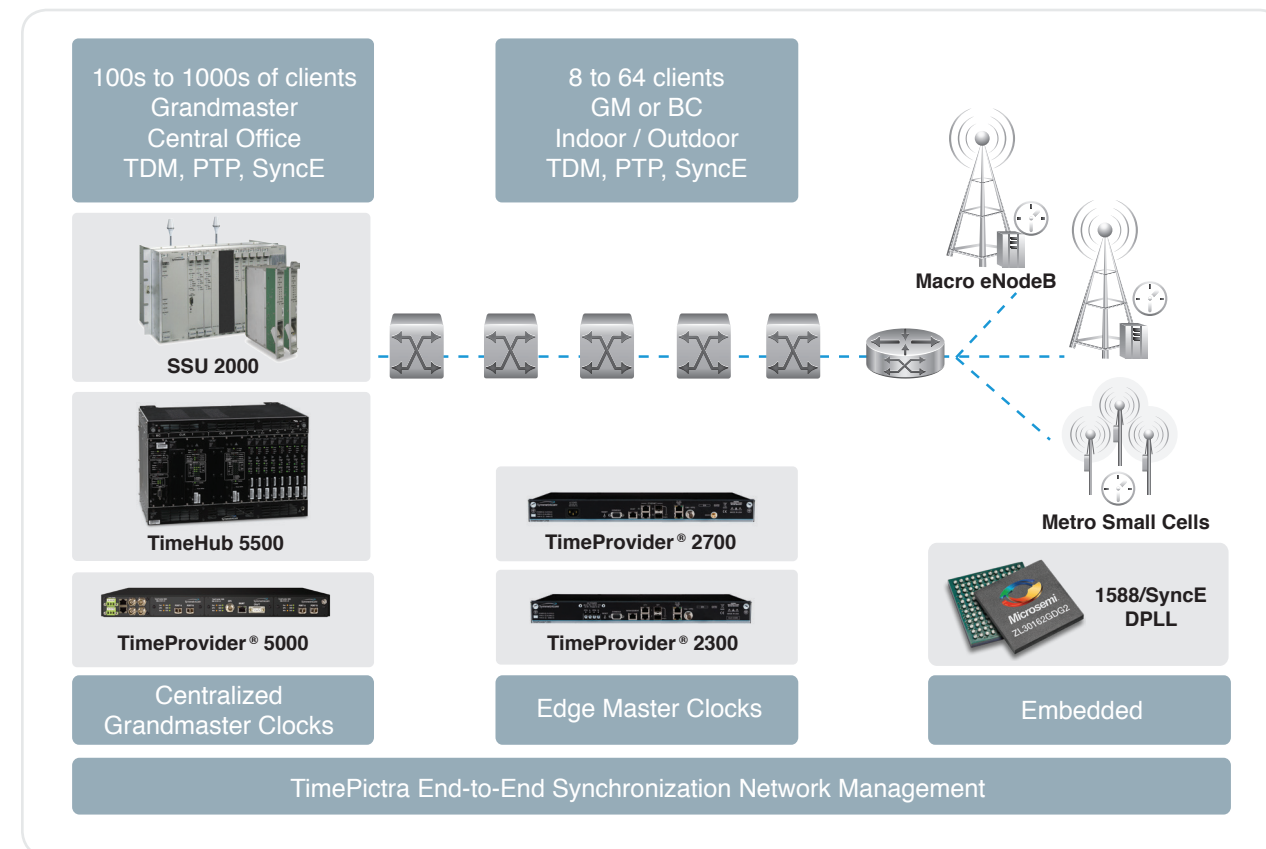 100s to 1000s of clients
Grandmaster
Central Office
TDM, PTP, SyncE
8 to 64 clients
GM or BC
Indoor / Outdoor
TDM, PTP, SyncE
SSU 2000
TimeHub 5500
TimeProvider® 5000
Centralized
Grandmaster Clocks
TimeProvider® 2700
TimeProvider® 2300
Edge Master Clocks
Macro eNodeB
Metro Small Cells
Microsemi
ZL30162GDG2
1588/SyncE
DPLL
Embedded
TimePictra End-to-End Synchronization Network Management